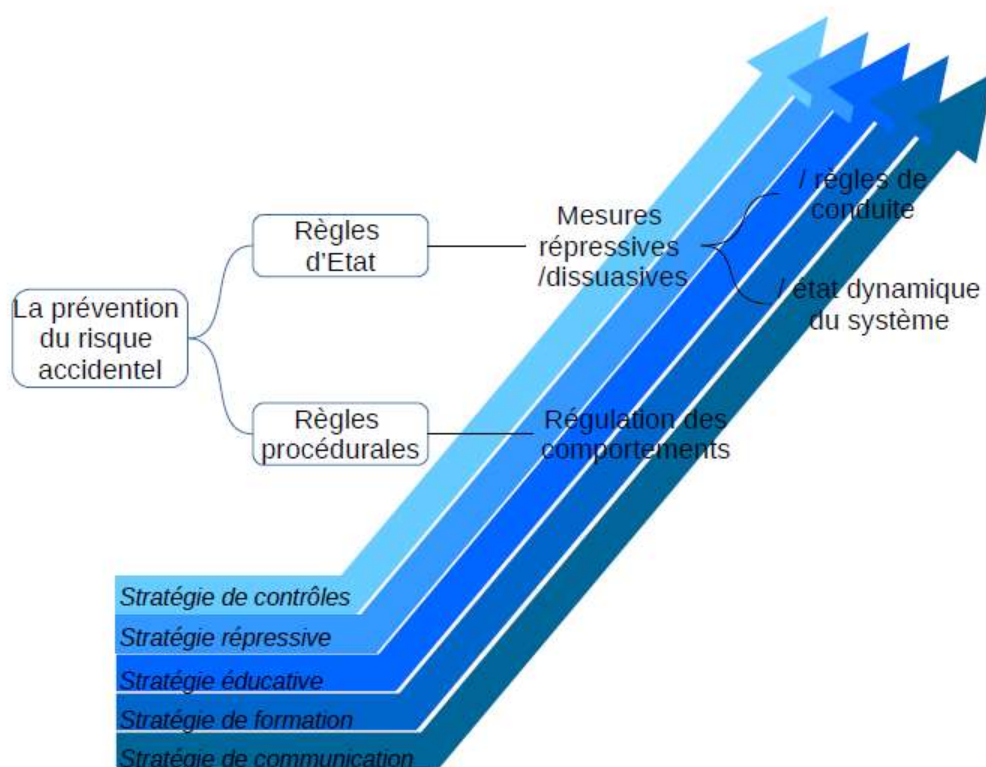 La prévention
du risque
accidentel
Règles
d’Etat
Mesures
répressives
/dissuasives
/ règles de
conduite
/ état dynamique
du système
Règles
procédurales
Régulation des
comportements
Stratégie de contrôles
Stratégie répressive
Stratégie éducative
Stratégie de formation
Stratégie de communication